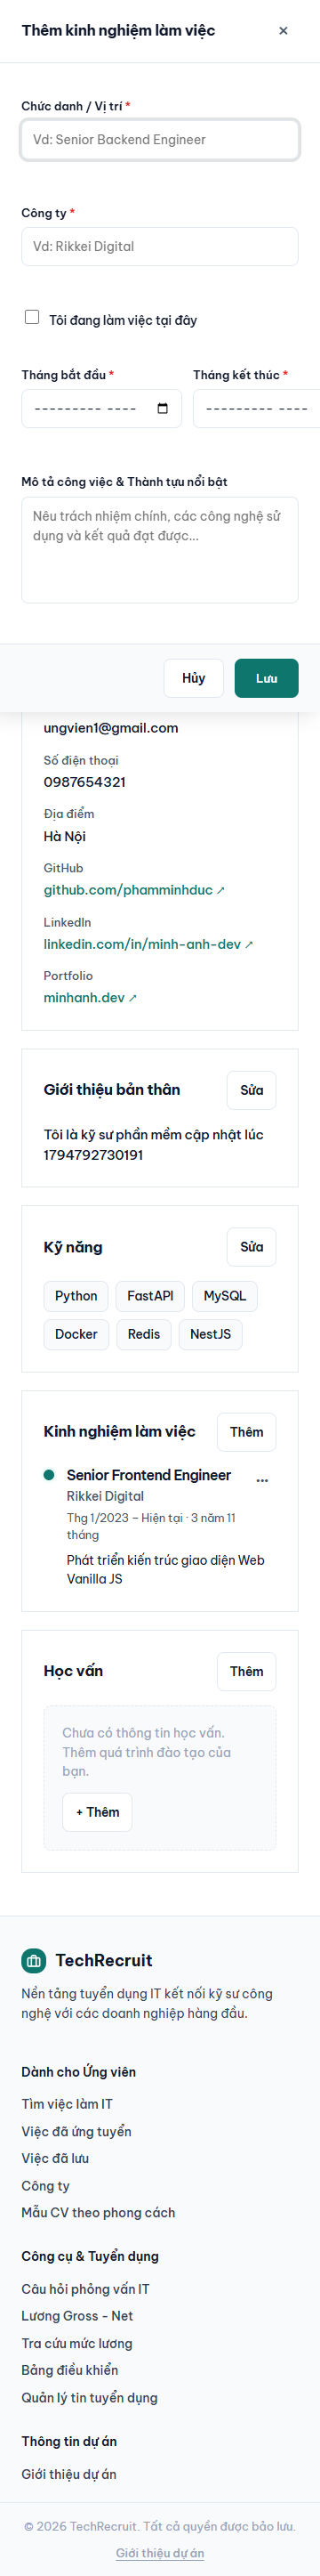 Thêm kinh nghiệm làm việc ×
Chức danh / Vị trí *
Vd: Senior Backend Engineer
Công ty *
Vd: Rikkei Digital
Tôi đang làm việc tại đây
Tháng bắt đầu * Tháng kết thúc *
--------- ---- --------- ----
Mô tả công việc & Thành tựu nổi bật
Nêu trách nhiệm chính, các công nghệ sử
dụng và kết quả đạt được...
Hủy Lưu
ungvien1@gmail.com
Số điện thoại
0987654321
Địa điểm
Hà Nội
GitHub
github.com/phamminhduc ↗
LinkedIn
linkedin.com/in/minh-anh-dev ↗
Portfolio
minhanh.dev ↗
Giới thiệu bản thân Sửa
Tôi là kỹ sư phần mềm cập nhật lúc
1794792730191
Kỹ năng Sửa
Python FastAPI MySQL
Docker Redis NestJS
Kinh nghiệm làm việc Thêm
Senior Frontend Engineer ...
Rikkei Digital
Thg 1/2023 – Hiện tại · 3 năm 11
tháng
Phát triển kiến trúc giao diện Web
Vanilla JS
Học vấn Thêm
Chưa có thông tin học vấn.
Thêm quá trình đào tạo của
bạn.
+ Thêm
TechRecruit
Nền tảng tuyển dụng IT kết nối kỹ sư công
nghệ với các doanh nghiệp hàng đầu.
Dành cho Ứng viên
Tìm việc làm IT
Việc đã ứng tuyển
Việc đã lưu
Công ty
Mẫu CV theo phong cách
Công cụ & Tuyển dụng
Câu hỏi phỏng vấn IT
Lương Gross - Net
Tra cứu mức lương
Bảng điều khiển
Quản lý tin tuyển dụng
Thông tin dự án
Giới thiệu dự án
© 2026 TechRecruit. Tất cả quyền được bảo lưu.
Giới thiệu dự án